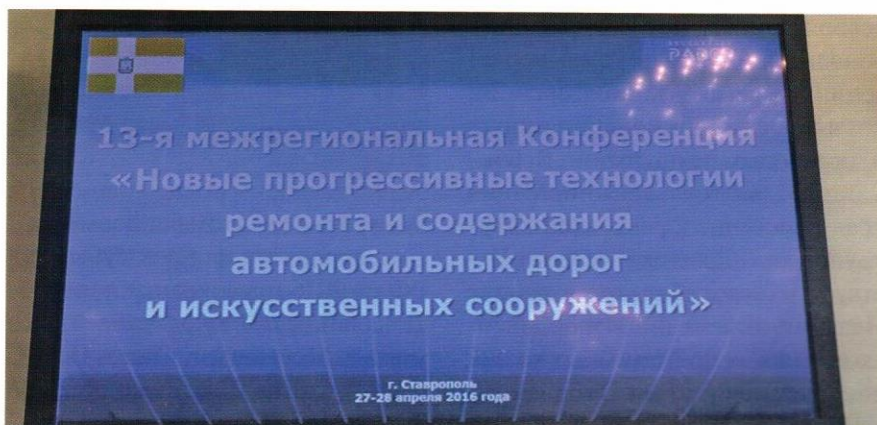 13-я межрегиональная Конференция
«Новые прогрессивные технологии
ремонта и содержания
автомобильных дорог
и искусственных сооружений»
г. Ставрополь
27-28 апреля 2016 года